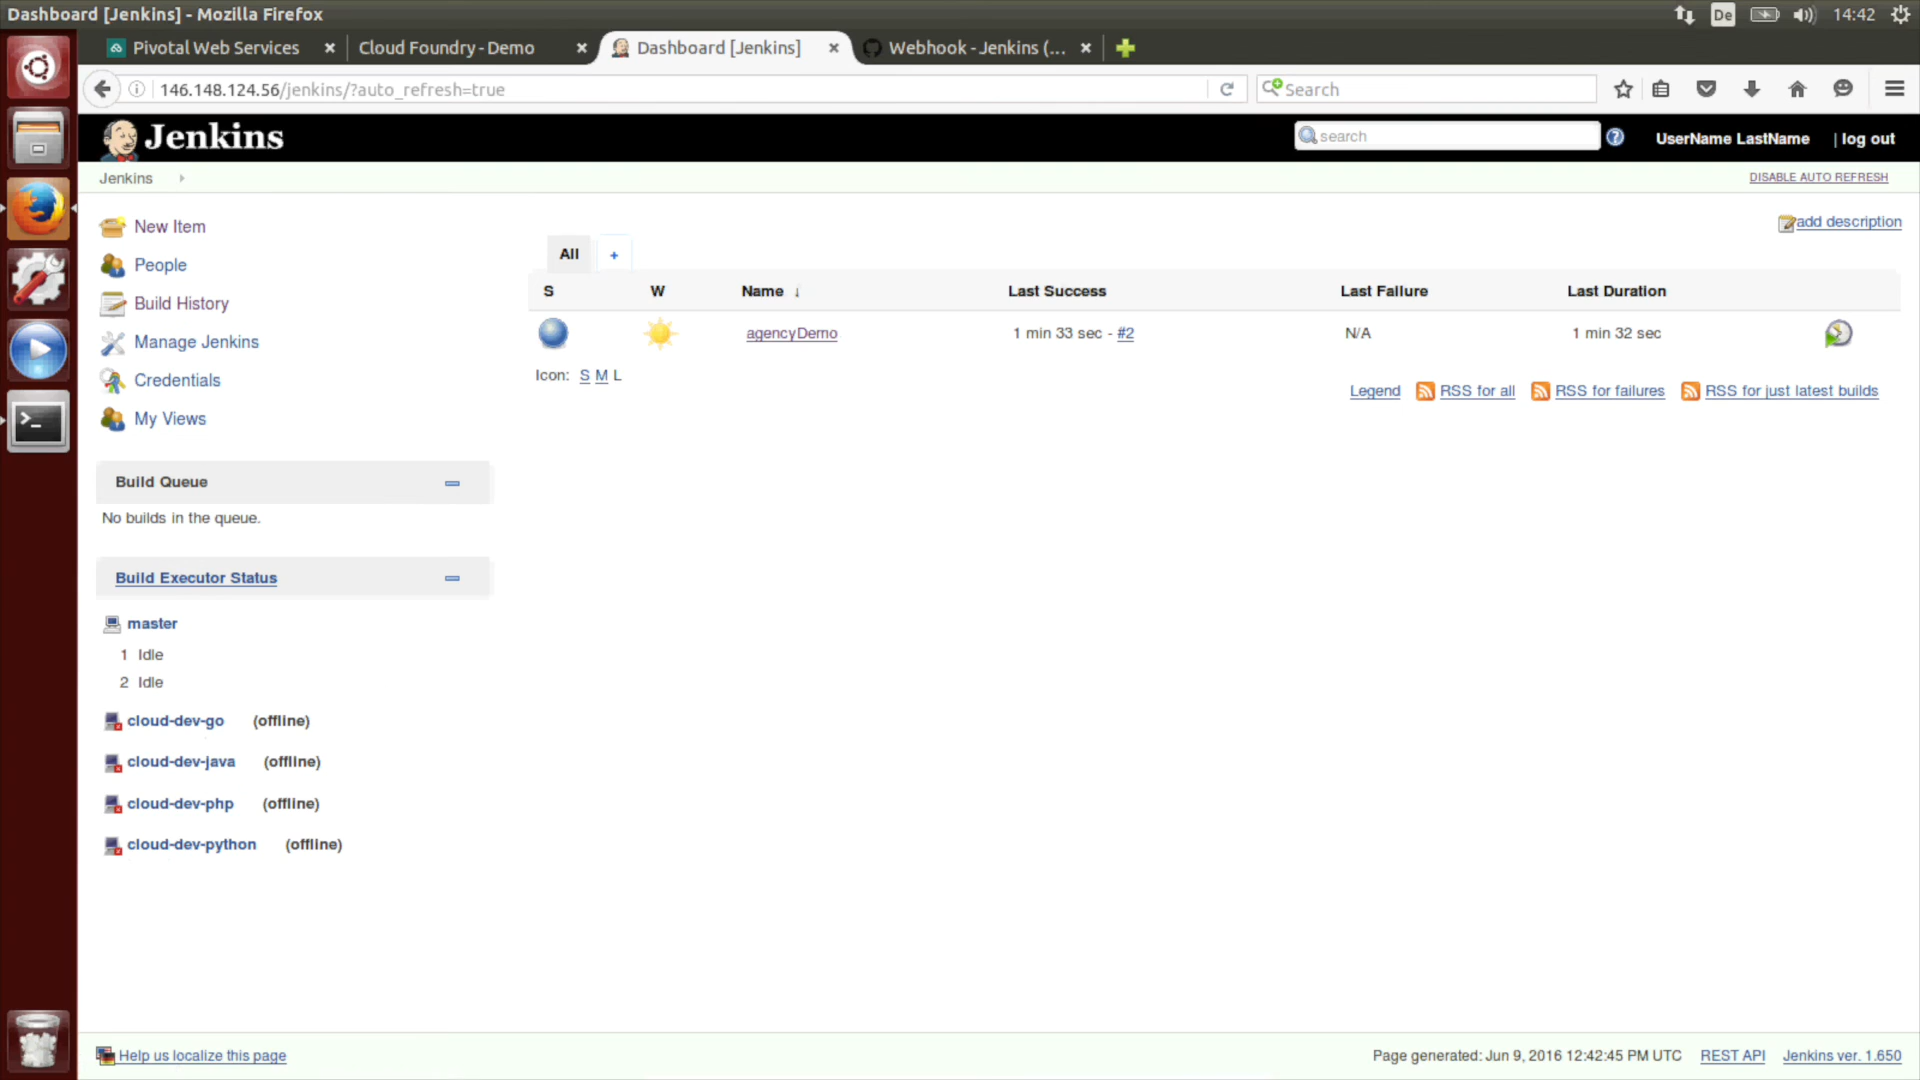 Dashboard [Jenkins] - Mozilla Firefox
De
14:42
Pivotal Web Services
Cloud Foundry - Demo
Dashboard [Jenkins]
Webhook - Jenkins (...
146.148.124.56/jenkins/?auto_refresh=true
Search
Jenkins
search
UserName LastName
| log out
Jenkins
DISABLE AUTO REFRESH
New Item
People
Build History
Manage Jenkins
Credentials
My Views
add description
All
+
S W Name ↓ Last Success Last Failure Last Duration
agencyDemo 1 min 33 sec - #2 N/A 1 min 32 sec
Icon: S M L
Legend RSS for all RSS for failures RSS for just latest builds
Build Queue
No builds in the queue.
Build Executor Status
master
1 Idle
2 Idle
cloud-dev-go (offline)
cloud-dev-java (offline)
cloud-dev-php (offline)
cloud-dev-python (offline)
Help us localize this page
Page generated: Jun 9, 2016 12:42:45 PM UTC REST API Jenkins ver. 1.650